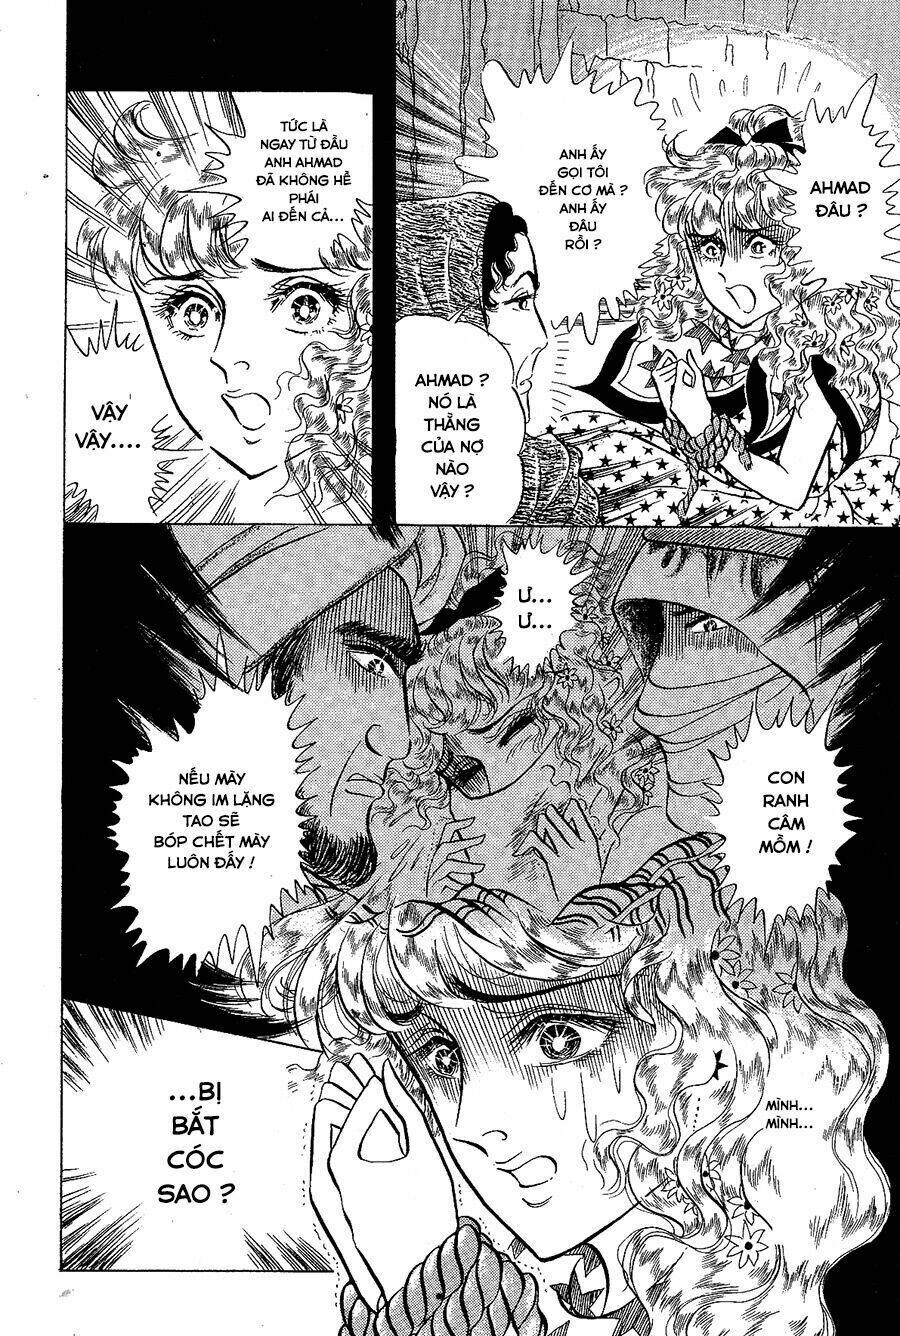 AHMAD
ĐÂU ?
ANH ẤY
GỌI TÔI
ĐẾN CƠ MÀ ?
ANH ẤY
ĐÂU
RỒI ?
AHMAD ?
NÓ LÀ
THẰNG
CỦA NỢ
NÀO
VẬY ?
TỨC LÀ
NGAY TỪ ĐẦU
ANH AHMAD
ĐÃ KHÔNG HỀ
PHÁI
AI ĐẾN CẢ...
VẬY
VẬY....
Ư...
Ư...
CON
RANH
CÂM
MỒM !
NẾU MÀY
KHÔNG IM LẶNG
TAO SẼ
BÓP CHẾT MÀY
LUÔN ĐẤY !
MÌNH...
MÌNH...
...BỊ
BẮT
CÓC
SAO ?